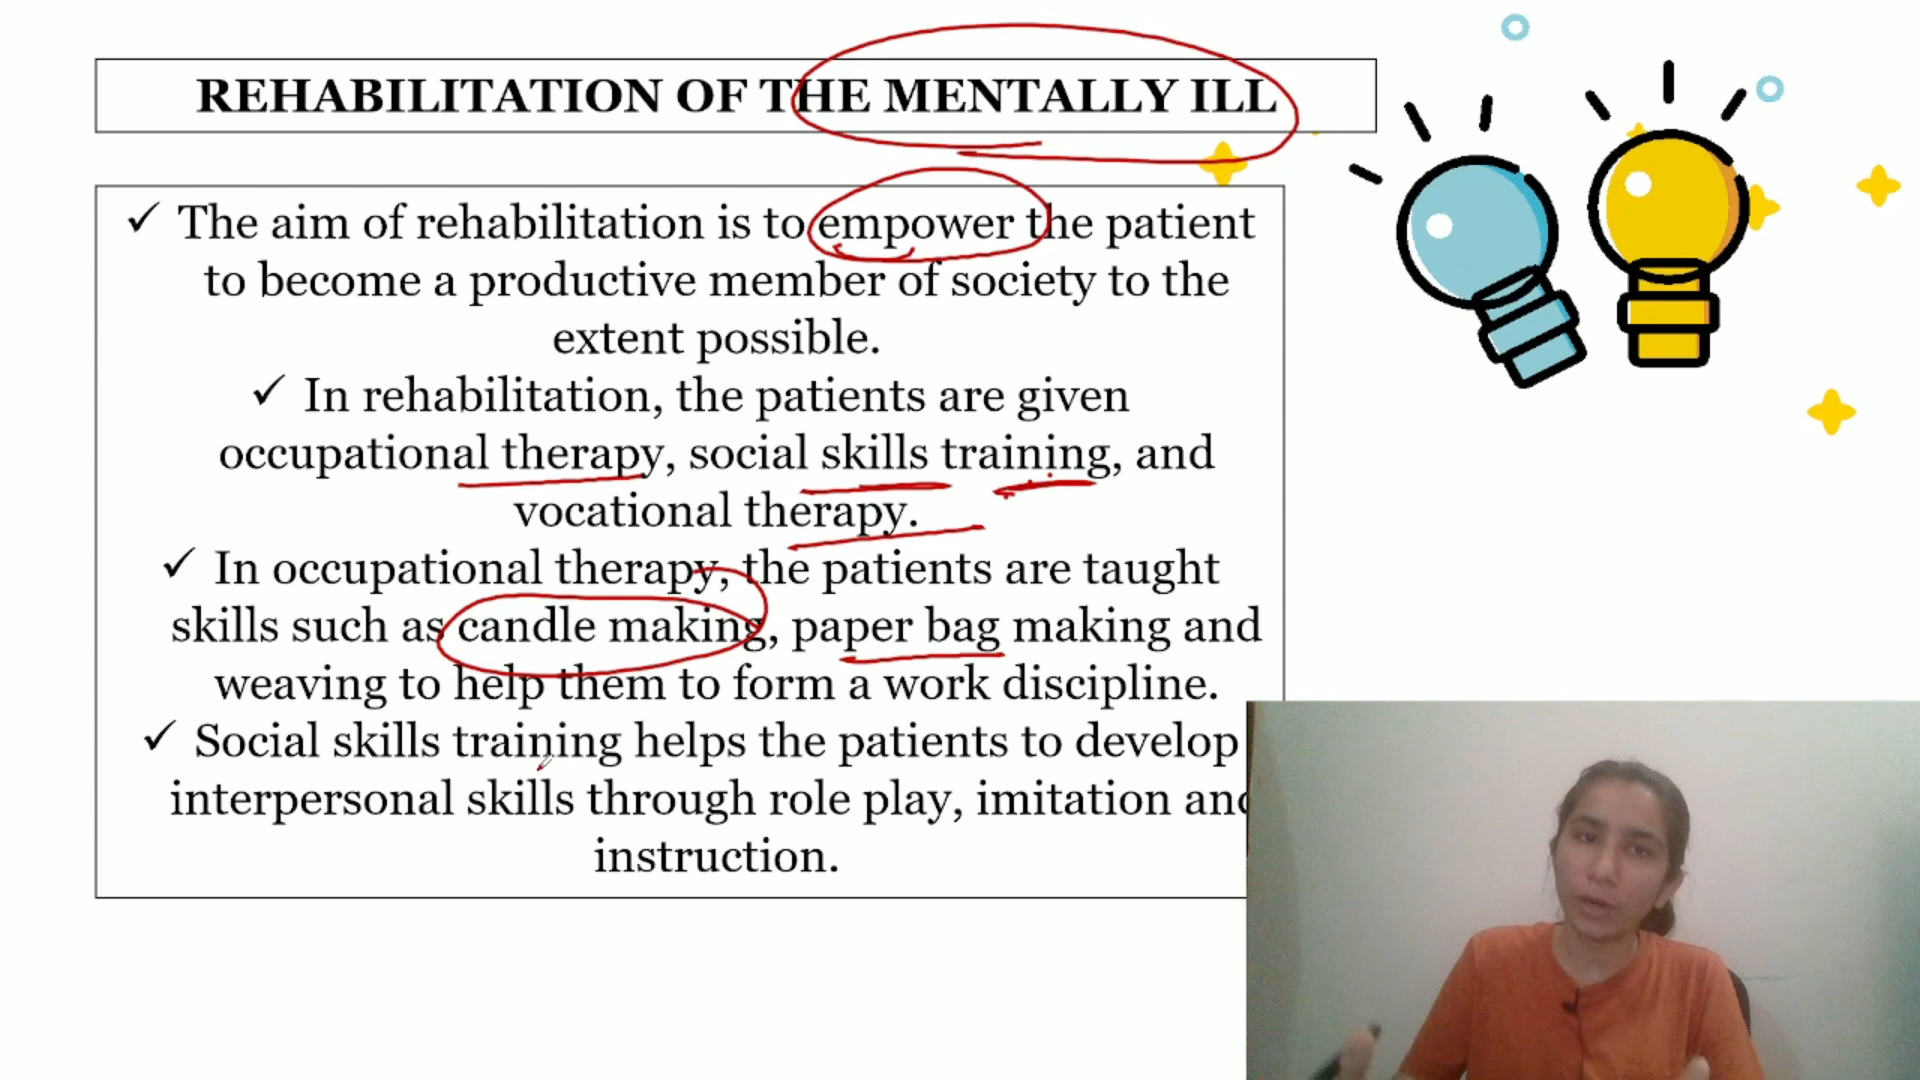 REHABILITATION OF THE MENTALLY ILL
✓ The aim of rehabilitation is to empower the patient
to become a productive member of society to the
extent possible.
✓ In rehabilitation, the patients are given
occupational therapy, social skills training, and
vocational therapy.
✓ In occupational therapy, the patients are taught
skills such as candle making, paper bag making and
weaving to help them to form a work discipline.
✓ Social skills training helps the patients to develop
interpersonal skills through role play, imitation and
instruction.